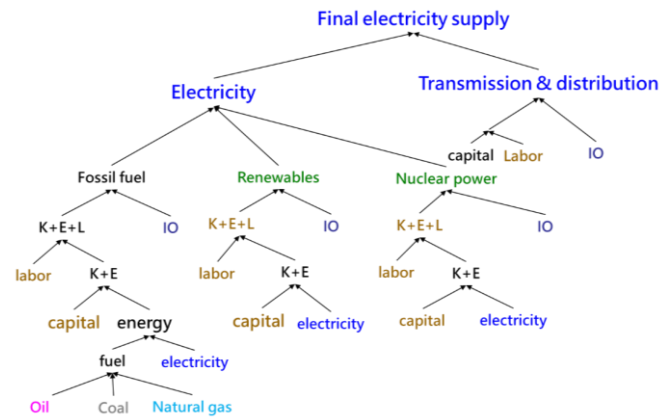 Final electricity supply
Electricity
Transmission & distribution
capital
Labor
IO
Fossil fuel
Renewables
Nuclear power
K+E+L
IO
K+E+L
IO
K+E+L
IO
labor
K+E
labor
K+E
labor
K+E
capital
energy
capital
electricity
capital
electricity
fuel
electricity
Oil
Coal
Natural gas